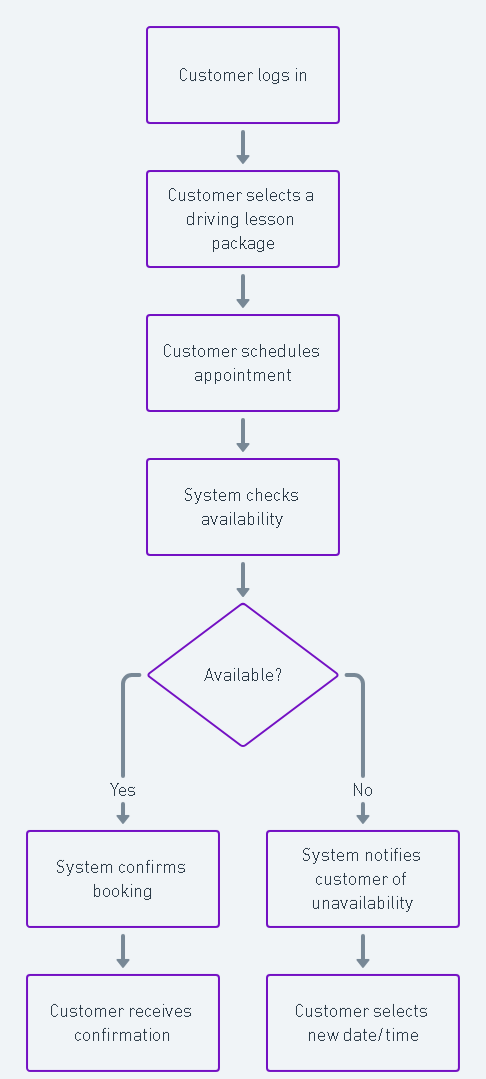 Customer logs in
Customer selects a
driving lesson
package
Customer schedules
appointment
System checks
availability
Available?
Yes
No
System confirms
booking
System notifies
customer of
unavailability
Customer receives
confirmation
Customer selects
new date/time